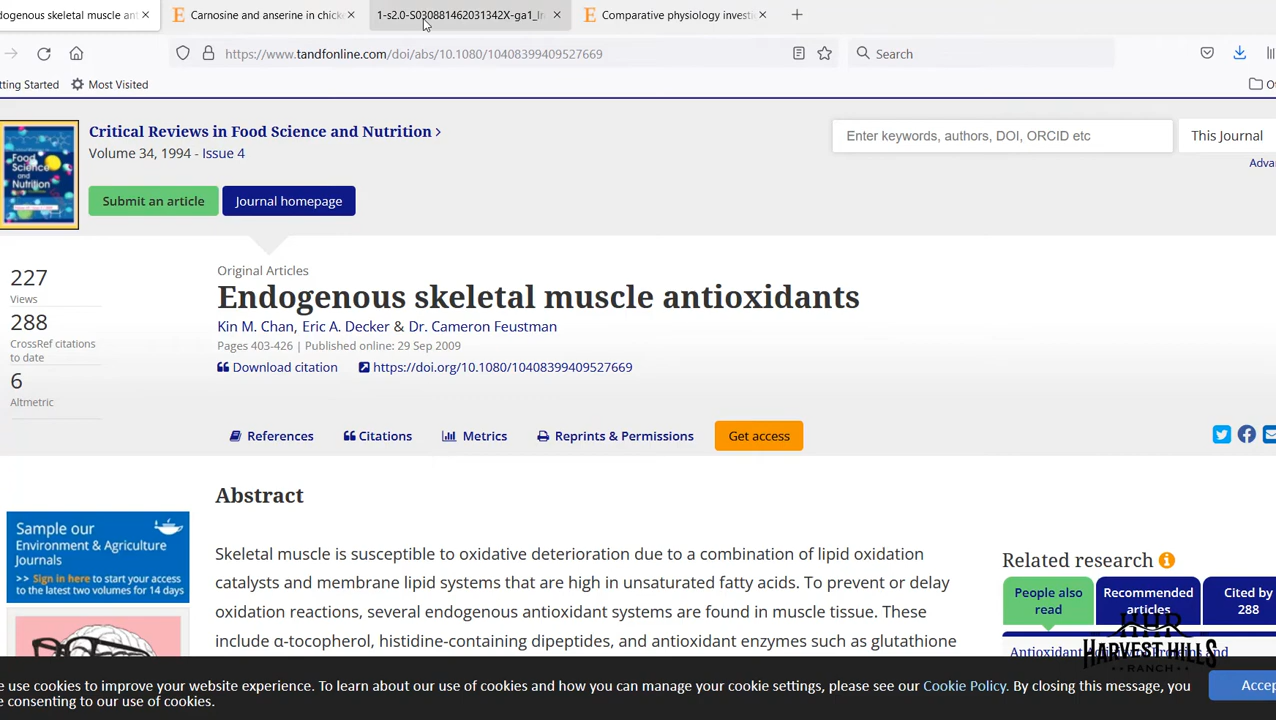 dogenous skeletal muscle ant
Carnosine and anserine in chick
1-s2.0-S030881462031342X-ga1_lr
Comparative physiology investi
https://www.tandfonline.com/doi/abs/10.1080/10408399409527669
Search
tting Started
Most Visited
Ot
Food Science and Nutrition
Critical Reviews in Food Science and Nutrition >
Volume 34, 1994 - Issue 4
Enter keywords, authors, DOI, ORCID etc
This Journal
Advan
Submit an article
Journal homepage
227
Views
288
CrossRef citations
to date
6
Altmetric
Original Articles
Endogenous skeletal muscle antioxidants
Kin M. Chan, Eric A. Decker & Dr. Cameron Feustman
Pages 403-426 | Published online: 29 Sep 2009
Download citation
https://doi.org/10.1080/10408399409527669
References
Citations
Metrics
Reprints & Permissions
Get access
Abstract
Skeletal muscle is susceptible to oxidative deterioration due to a combination of lipid oxidation
catalysts and membrane lipid systems that are high in unsaturated fatty acids. To prevent or delay
oxidation reactions, several endogenous antioxidant systems are found in muscle tissue. These
include α-tocopherol, histidine-containing dipeptides, and antioxidant enzymes such as glutathione
Sample our
Environment & Agriculture
Journals
>> Sign in here to start your access
to the latest two volumes for 14 days
Related research
People also
read
Recommended
articles
Cited by
288
HHR
HARVEST HILLS
RANCH
e use cookies to improve your website experience. To learn about our use of cookies and how you can manage your cookie settings, please see our Cookie Policy. By closing this message, you
e consenting to our use of cookies.
Accep